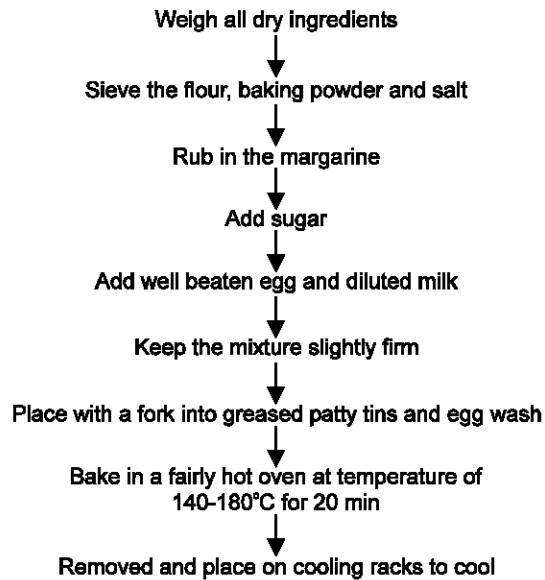 Weigh all dry ingredients
Sieve the flour, baking powder and salt
Rub in the margarine
Add sugar
Add well beaten egg and diluted milk
Keep the mixture slightly firm
Place with a fork into greased patty tins and egg wash
Bake in a fairly hot oven at temperature of
140-180°C for 20 min
Removed and place on cooling racks to cool